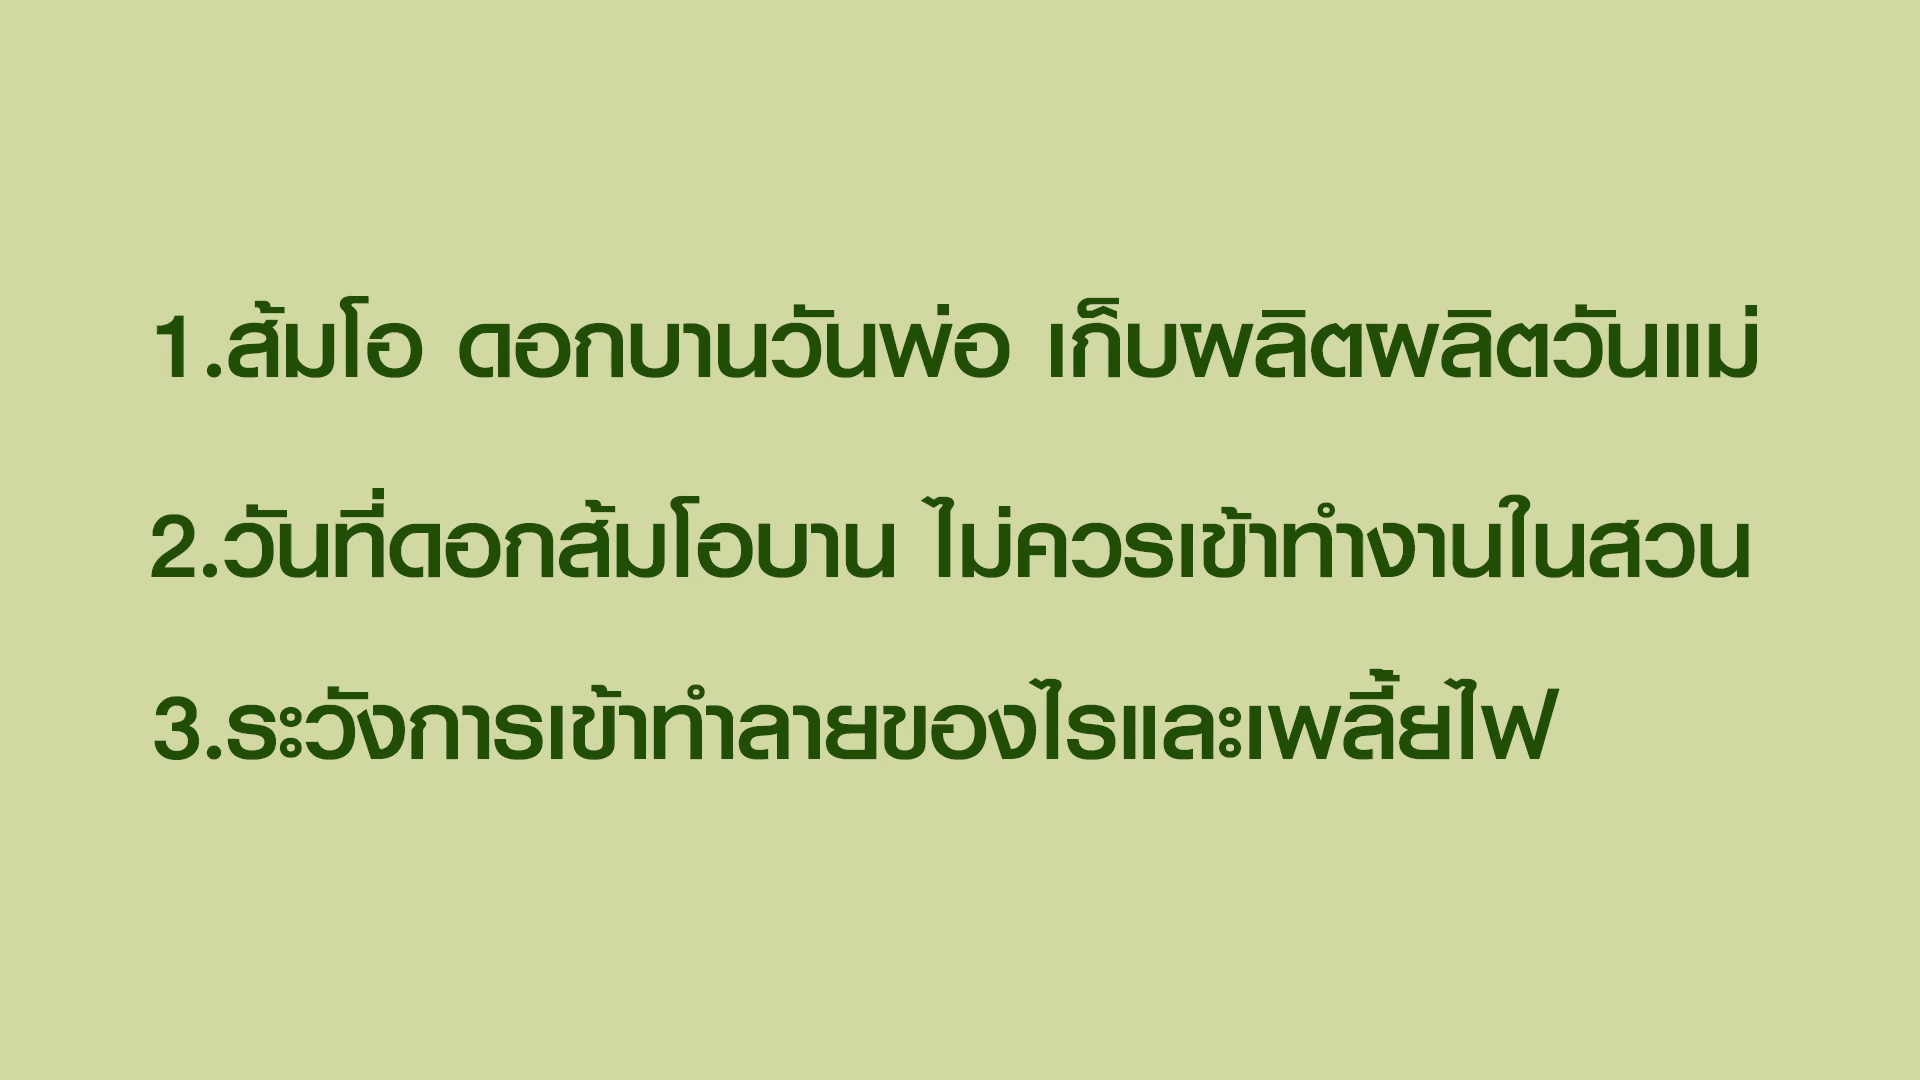 1.ส้มโอ ดอกบานวันพ่อ เก็บผลิตผลิตวันแม่
2.วันที่ดอกส้มโอบาน ไม่ควรเข้าทำงานในสวน
3.ระวังการเข้าทำลายของไรและเพลี้ยไฟ